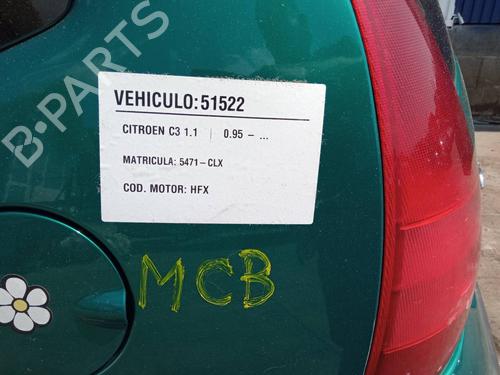 B-PARTS
VEHICULO:51522
CITROEN C3 1.1 | 0.95 – ...
MATRICULA: 5471–CLX
COD. MOTOR: HFX
MCB